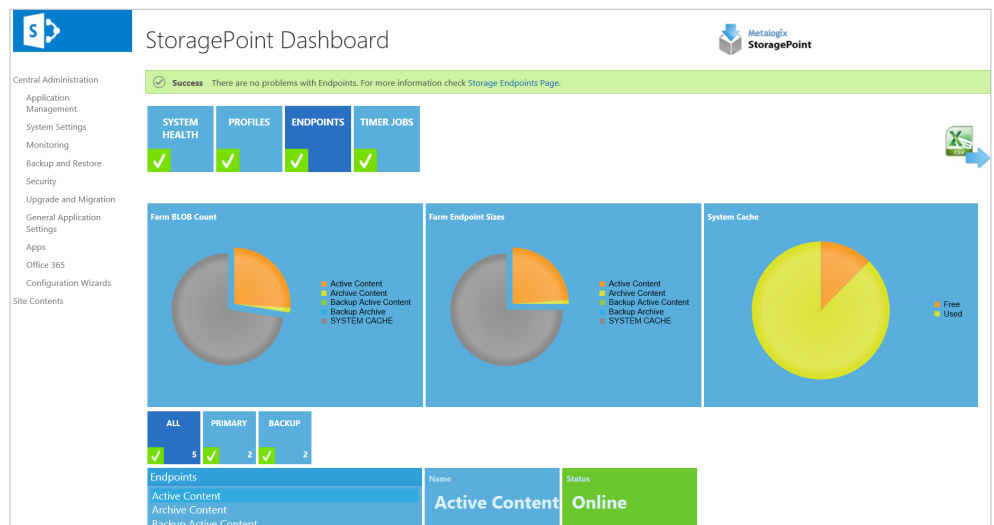 S
StoragePoint Dashboard
Metalogix
StoragePoint
Central Administration
Application
Management
System Settings
Monitoring
Backup and Restore
Security
Upgrade and Migration
General Application
Settings
Apps
Office 365
Configuration Wizards
Site Contents
Success There are no problems with Endpoints. For more information check Storage Endpoints Page.
SYSTEM
HEALTH
PROFILES
ENDPOINTS
TIMER JOBS
X
CSV
Farm BLOB Count
Active Content
Archive Content
Backup Active Content
Backup Archive
SYSTEM CACHE
Farm Endpoint Sizes
Active Content
Archive Content
Backup Active Content
Backup Archive
SYSTEM CACHE
System Cache
Free
Used
ALL
5
PRIMARY
2
BACKUP
2
Endpoints
Active Content
Archive Content
Backup Active Content
Name
Active Content
Status
Online